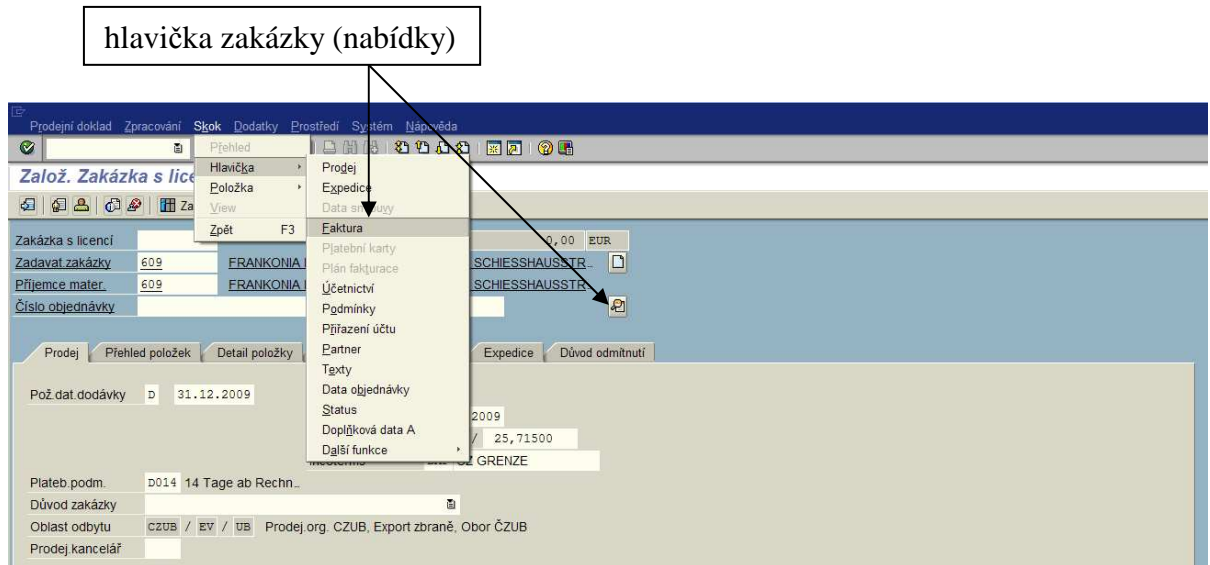 hlavička zakázky (nabídky)
Prodejní doklad Zpracování Skok Dodatky Prostředí Systém Nápověda
Přehled
Založ. Zakázka s lice
Hlavička
Položka
View
Zpět F3
Prodej
Expedice
Data smlouvy
Faktura
Platební karty
Plán fakturace
Účetnictví
Podmínky
Přiřazení účtu
Partner
Texty
Data objednávky
Status
Doplňková data A
Další funkce
Za
Zakázka s licencí 0,00 EUR
Zadavat.zakázky 609 FRANKONIA SCHIESSHAUSSTR
Příjemce mater. 609 FRANKONIA SCHIESSHAUSSTR
Číslo objednávky
Prodej Přehled položek Detail položky Expedice Důvod odmítnutí
Pož.dat.dodávky D 31.12.2009
2009
/ 25,71500
CZ GRENZE
Plateb.podm. D014 14 Tage ab Rechn
Důvod zakázky
Oblast odbytu CZUB / EV / UB Prodej.org. CZUB, Export zbraně, Obor ČZUB
Prodej.kancelář